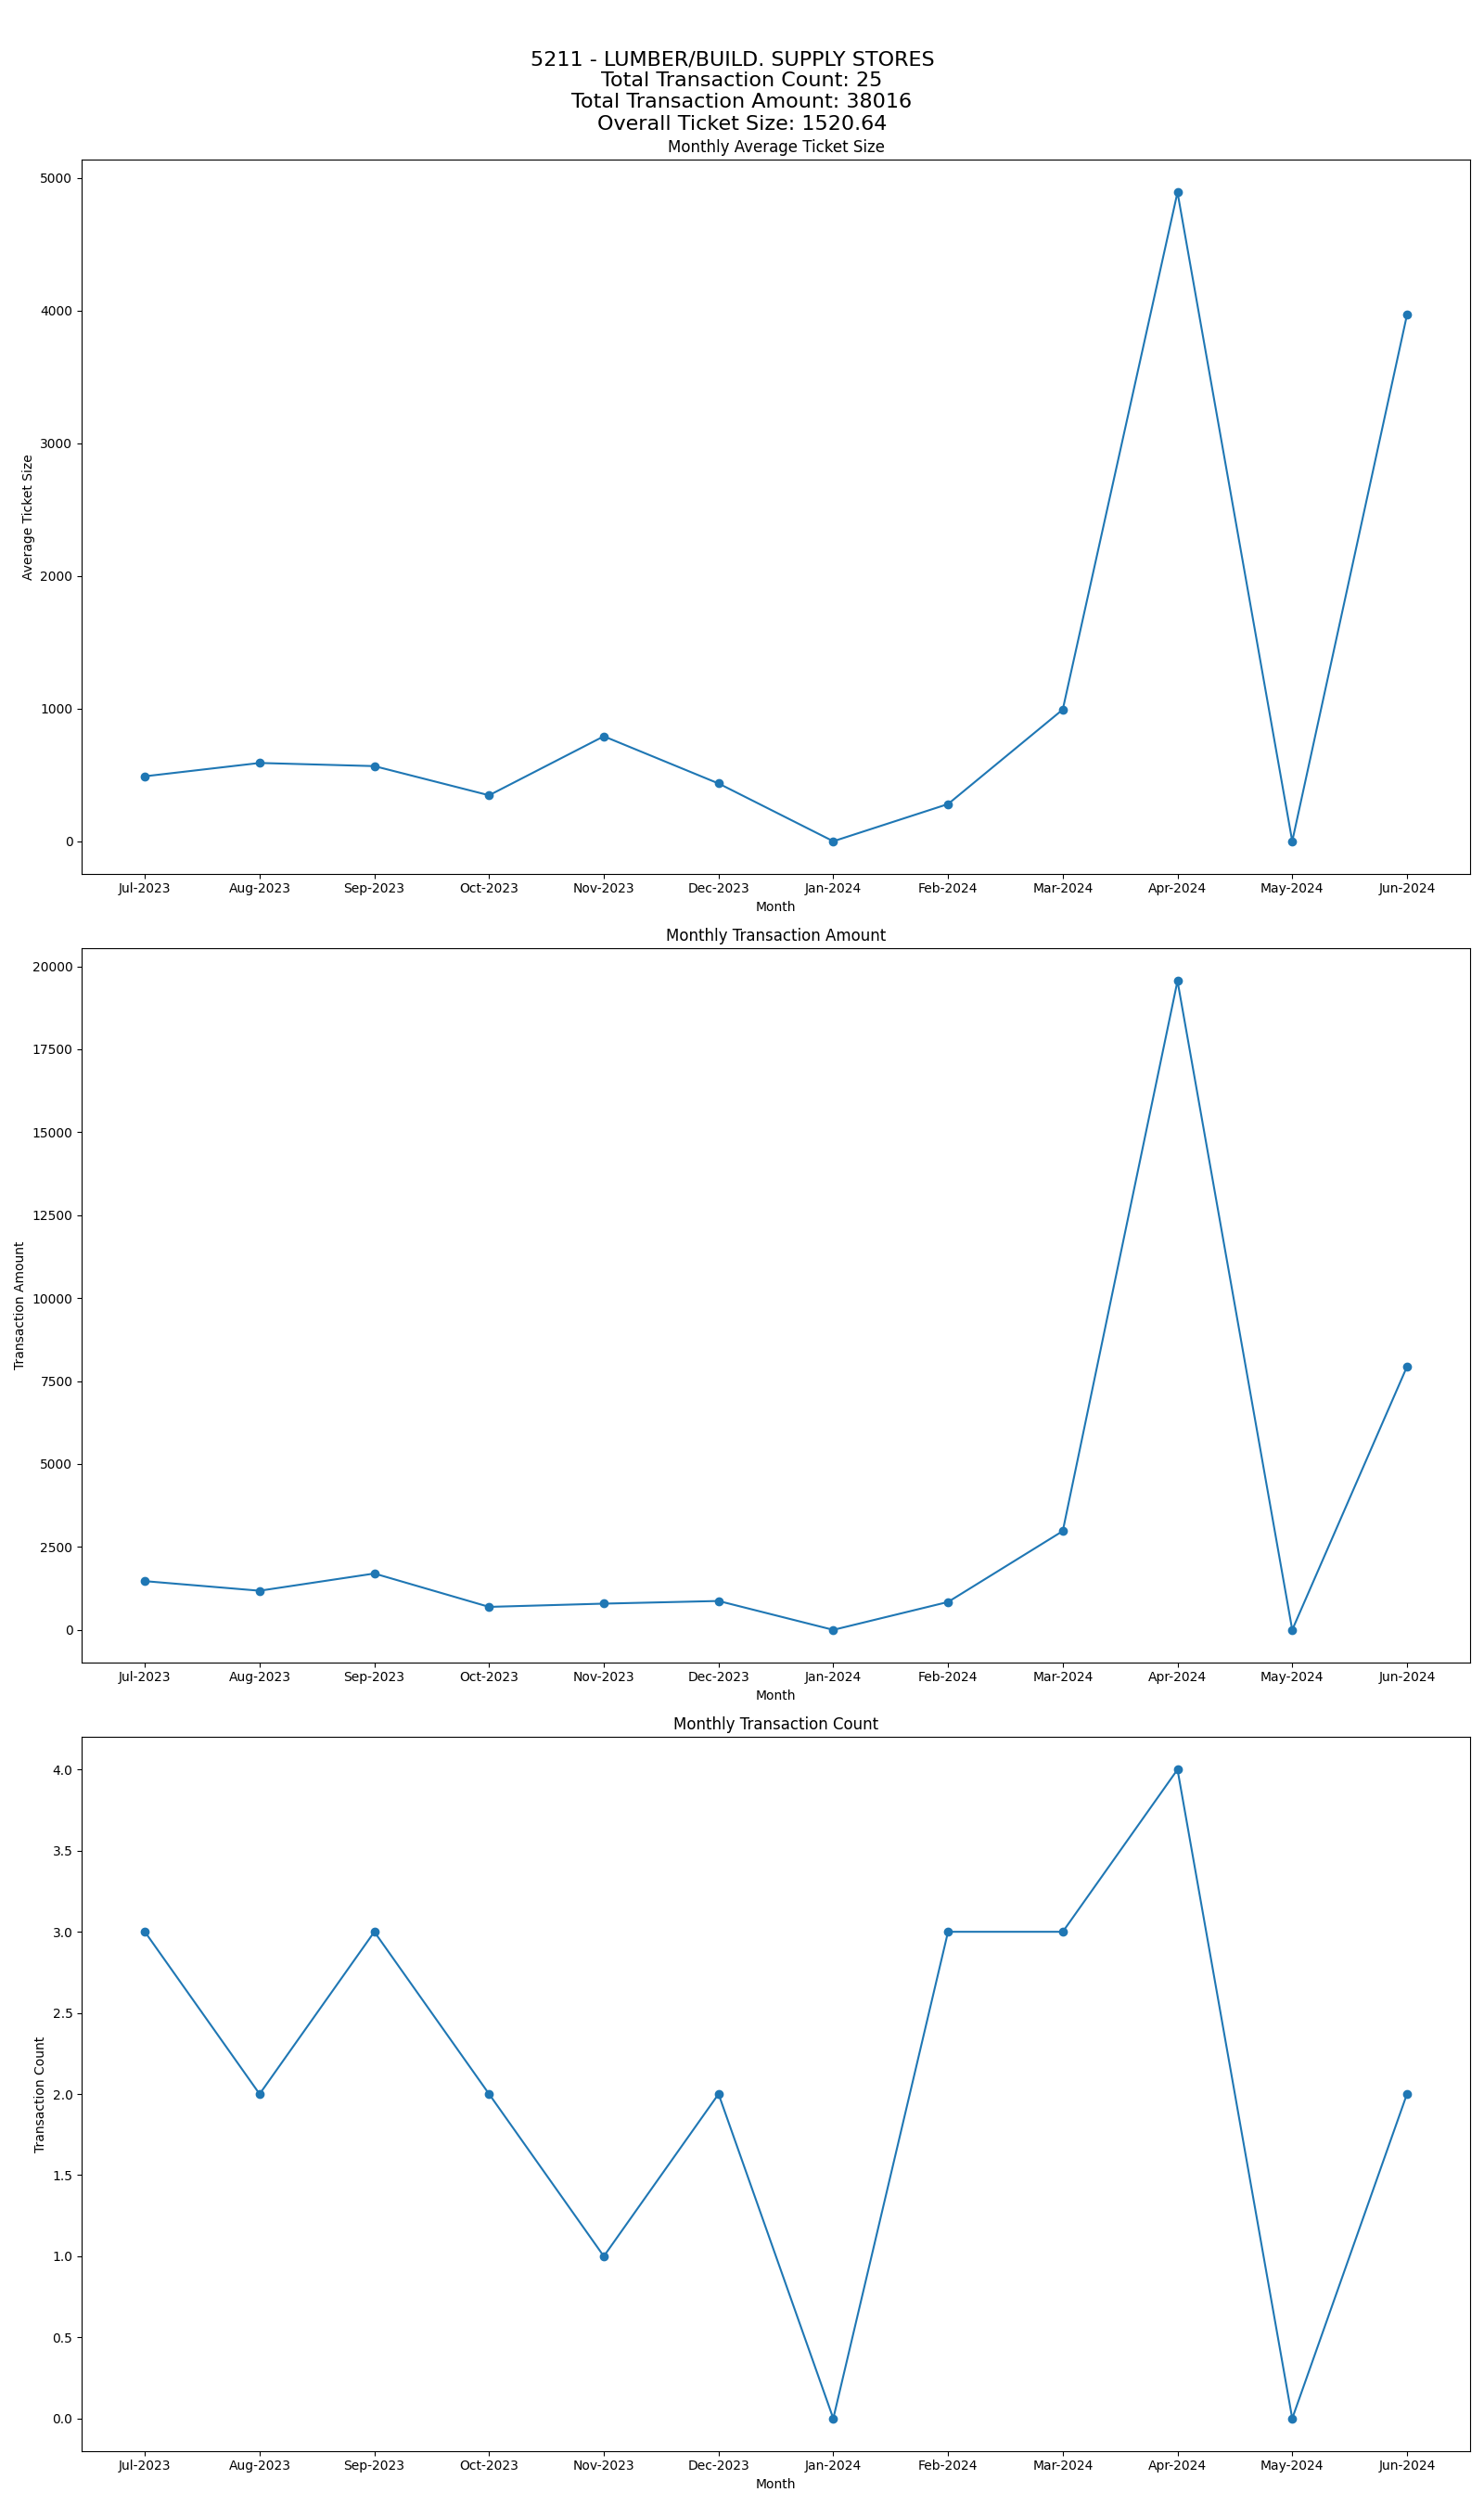 5211 - LUMBER/BUILD. SUPPLY STORES
Total Transaction Count: 25
Total Transaction Amount: 38016
Overall Ticket Size: 1520.64
Monthly Average Ticket Size
5000
4000
3000
2000
1000
0
Average Ticket Size
Jul-2023 Aug-2023 Sep-2023 Oct-2023 Nov-2023 Dec-2023 Jan-2024 Feb-2024 Mar-2024 Apr-2024 May-2024 Jun-2024
Month
Monthly Transaction Amount
20000
17500
15000
12500
10000
7500
5000
2500
0
Transaction Amount
Jul-2023 Aug-2023 Sep-2023 Oct-2023 Nov-2023 Dec-2023 Jan-2024 Feb-2024 Mar-2024 Apr-2024 May-2024 Jun-2024
Month
Monthly Transaction Count
4.0
3.5
3.0
2.5
2.0
1.5
1.0
0.5
0.0
Transaction Count
Jul-2023 Aug-2023 Sep-2023 Oct-2023 Nov-2023 Dec-2023 Jan-2024 Feb-2024 Mar-2024 Apr-2024 May-2024 Jun-2024
Month